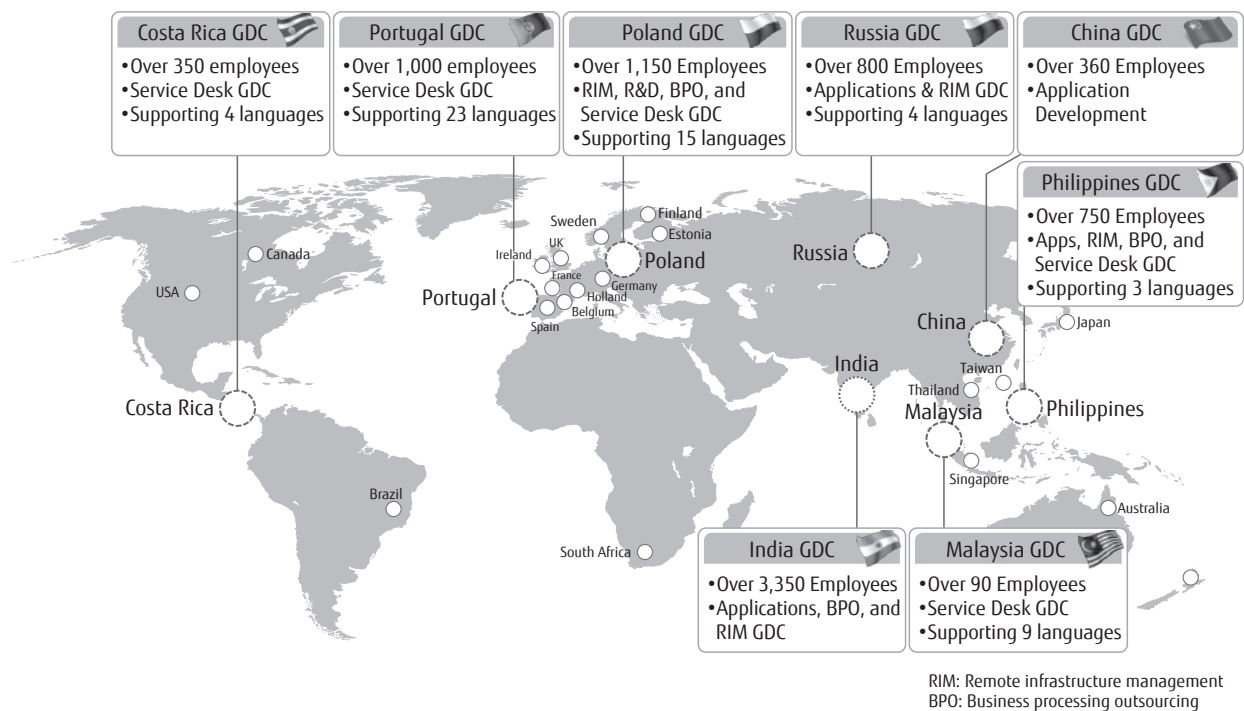 Costa Rica GDC
•Over 350 employees
•Service Desk GDC
•Supporting 4 languages
Portugal GDC
•Over 1,000 employees
•Service Desk GDC
•Supporting 23 languages
Poland GDC
•Over 1,150 Employees
•RIM, R&D, BPO, and
Service Desk GDC
•Supporting 15 languages
Russia GDC
•Over 800 Employees
•Applications & RIM GDC
•Supporting 4 languages
China GDC
•Over 360 Employees
•Application
Development
Philippines GDC
•Over 750 Employees
•Apps, RIM, BPO, and
Service Desk GDC
•Supporting 3 languages
Canada
USA
Costa Rica
Brazil
Sweden
Finland
Estonia
UK
Ireland
Poland
France
Germany
Holland
Belgium
Portugal
Spain
Russia
China
Japan
India
Taiwan
Thailand
Malaysia
Philippines
Singapore
Australia
South Africa
India GDC
•Over 3,350 Employees
•Applications, BPO, and
RIM GDC
Malaysia GDC
•Over 90 Employees
•Service Desk GDC
•Supporting 9 languages
RIM: Remote infrastructure management
BPO: Business processing outsourcing